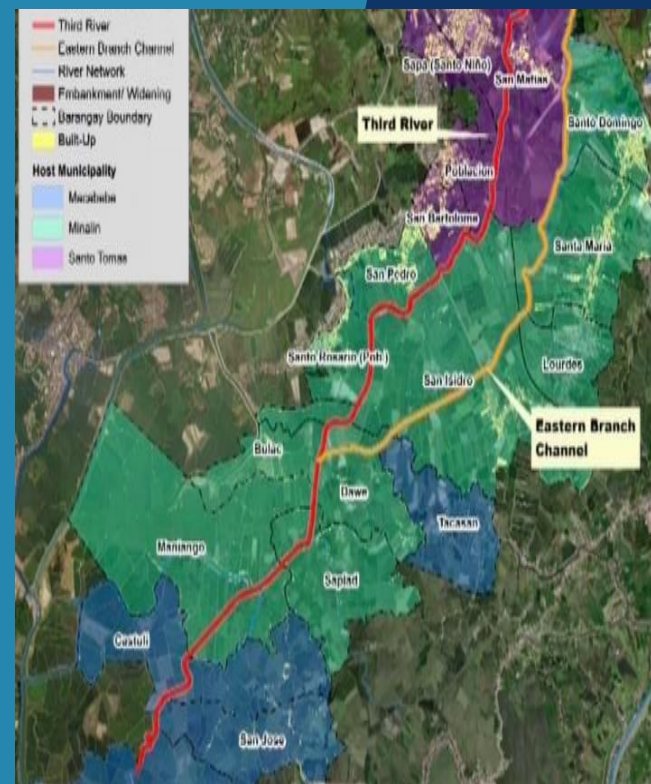 Third River
Eastern Branch Channel
River Network
Embankment/ Widening
Barangay Boundary
Built-Up
Host Municipality
Macabebe
Minalin
Santo Tomas
Sapa (Santo Niño)
San Matias
Third River
Santo Domingo
Poblacion
San Bartolome
Santa Maria
San Pedro
Santo Rosario (Pob.)
Lourdes
San Isidro
Eastern Branch
Channel
Bulac
Dawe
Tacasan
Maniango
Saplad
Castuli
San Jose